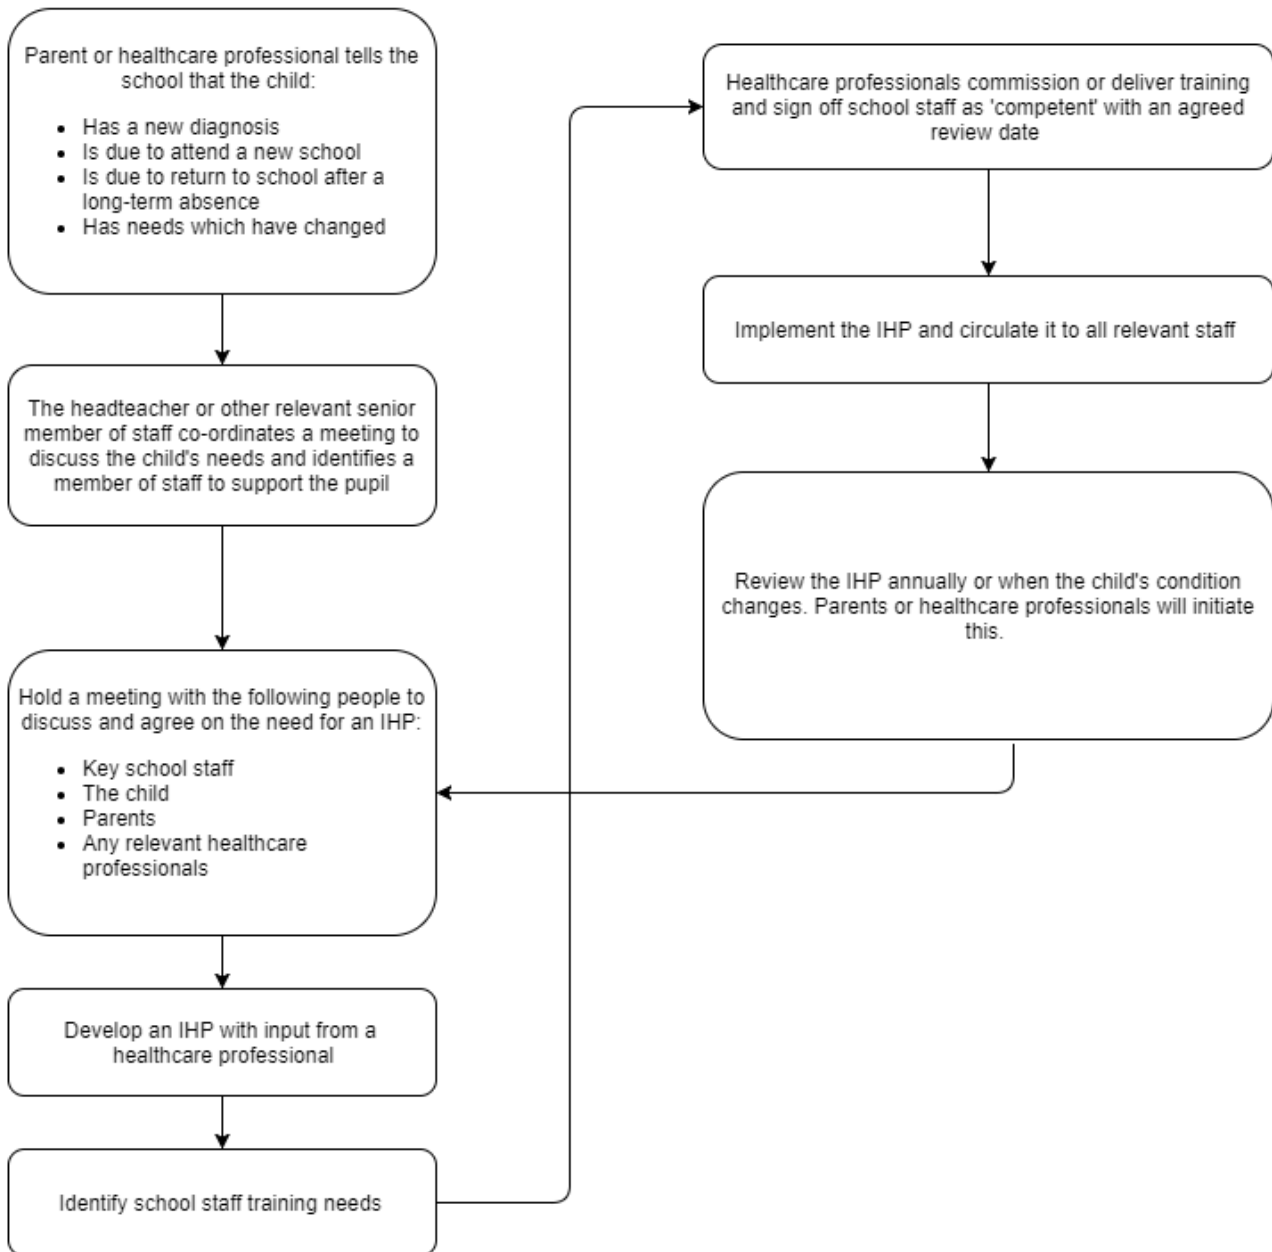 Parent or healthcare professional tells the
school that the child:
• Has a new diagnosis
• Is due to attend a new school
• Is due to return to school after a
long-term absence
• Has needs which have changed
The headteacher or other relevant senior
member of staff co-ordinates a meeting to
discuss the child's needs and identifies a
member of staff to support the pupil
Hold a meeting with the following people to
discuss and agree on the need for an IHP:
• Key school staff
• The child
• Parents
• Any relevant healthcare
professionals
Develop an IHP with input from a
healthcare professional
Identify school staff training needs
Healthcare professionals commission or deliver training
and sign off school staff as 'competent' with an agreed
review date
Implement the IHP and circulate it to all relevant staff
Review the IHP annually or when the child's condition
changes. Parents or healthcare professionals will initiate
this.